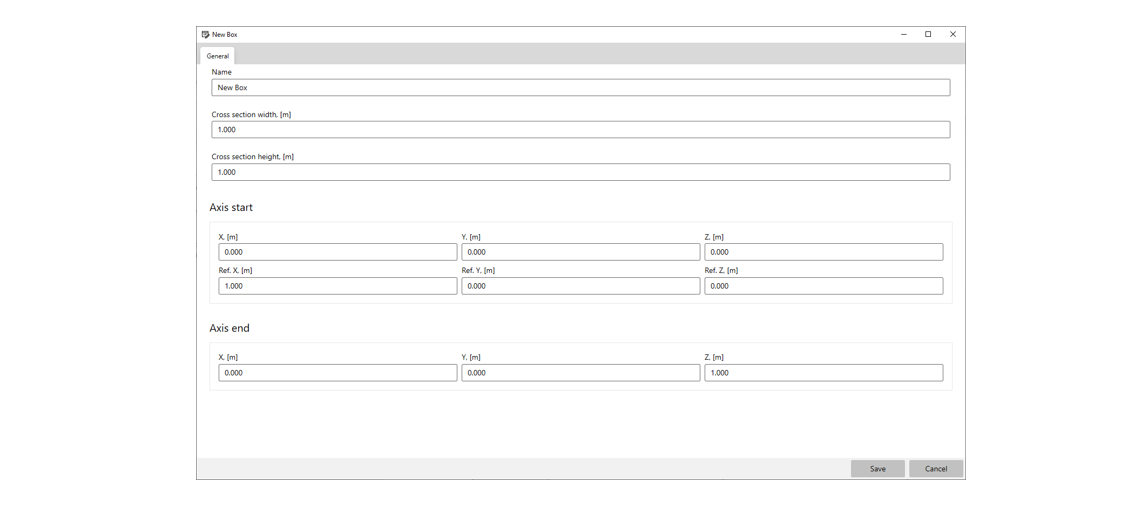 New Box
General
Name
New Box
Cross section width, [m]
1.000
Cross section height, [m]
1.000
Axis start
X, [m] Y, [m] Z, [m]
0.000 0.000 0.000
Ref. X, [m] Ref. Y, [m] Ref. Z, [m]
1.000 0.000 0.000
Axis end
X, [m] Y, [m] Z, [m]
0.000 0.000 1.000
Save Cancel